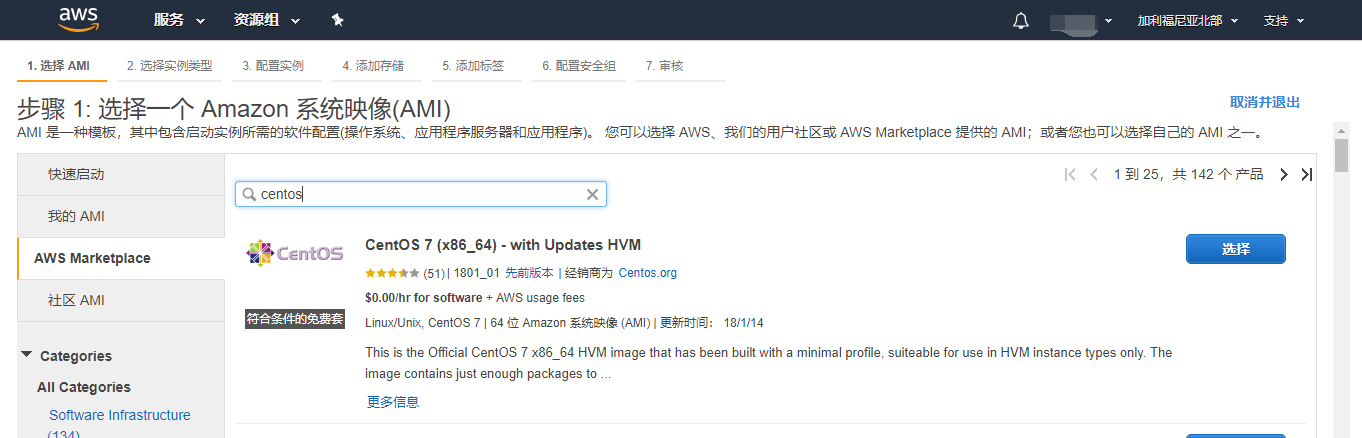 aws 服务 资源组 加利福尼亚北部 支持
1. 选择 AMI 2. 选择实例类型 3. 配置实例 4. 添加存储 5. 添加标签 6. 配置安全组 7. 审核
步骤 1: 选择一个 Amazon 系统映像(AMI)
取消并退出
AMI 是一种模板，其中包含启动实例所需的软件配置(操作系统、应用程序服务器和应用程序)。 您可以选择 AWS、我们的用户社区或 AWS Marketplace 提供的 AMI；或者您也可以选择自己的 AMI 之一。
快速启动
我的 AMI
AWS Marketplace
社区 AMI
Categories
All Categories
Software Infrastructure
(134)
1 到 25，共 142 个 产品
centos
CentOS
符合条件的免费套
CentOS 7 (x86_64) - with Updates HVM
选择
(51) | 1801_01 先前版本 | 经销商为 Centos.org
$0.00/hr for software + AWS usage fees
Linux/Unix, CentOS 7 | 64 位 Amazon 系统映像 (AMI) | 更新时间： 18/1/14
This is the Official CentOS 7 x86_64 HVM image that has been built with a minimal profile, suiteable for use in HVM instance types only. The
image contains just enough packages to ...
更多信息